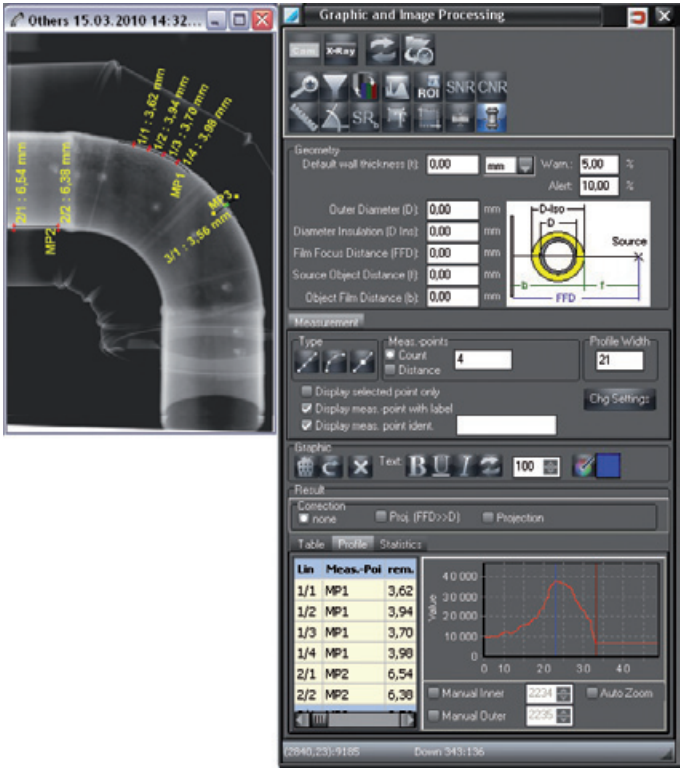 Others 15.03.2010 14:32...
1/1 : 3,62 mm
1/2 : 3,94 mm
1/3 : 3,70 mm
1/4 : 3,98 mm
MP1
MP3
3/1 : 3,56 mm
2/1 : 6,54 mm
2/2 : 6,38 mm
MP2
Graphic and Image Processing
Com X-Ray
ROI SNR CNR
SR
Geometry
Default wall thickness (t): 0,00 mm Warn.: 5,00 %
Alert: 10,00 %
Outer Diameter (D): 0,00 mm
Diameter Insulation (D Ins): 0,00 mm
Film Focus Distance (FFD): 0,00 mm
Source Object Distance (f): 0,00 mm
Object Film Distance (b): 0,00 mm
D-Iso
D
Source
b f
FFD
Measurement
Type Meas.-points Profile Width
Count 4 21
Distance
Display selected point only
Display meas.-point with label Chg Settings
Display meas. point ident.
Graphic
Text: B U I 100
Result
Correction
none Proj. (FFD>>D) Projection
Table Profile Statistics
Lin Meas.-Poi rem.
1/1 MP1 3,62
1/2 MP1 3,94
1/3 MP1 3,70
1/4 MP1 3,98
2/1 MP2 6,54
2/2 MP2 6,38
Value
40 000
30 000
20 000
10 000
0
0 10 20 30 40
Manual Inner 2234 Auto Zoom
Manual Outer 2235
(2840,23):9185 Down 343:136